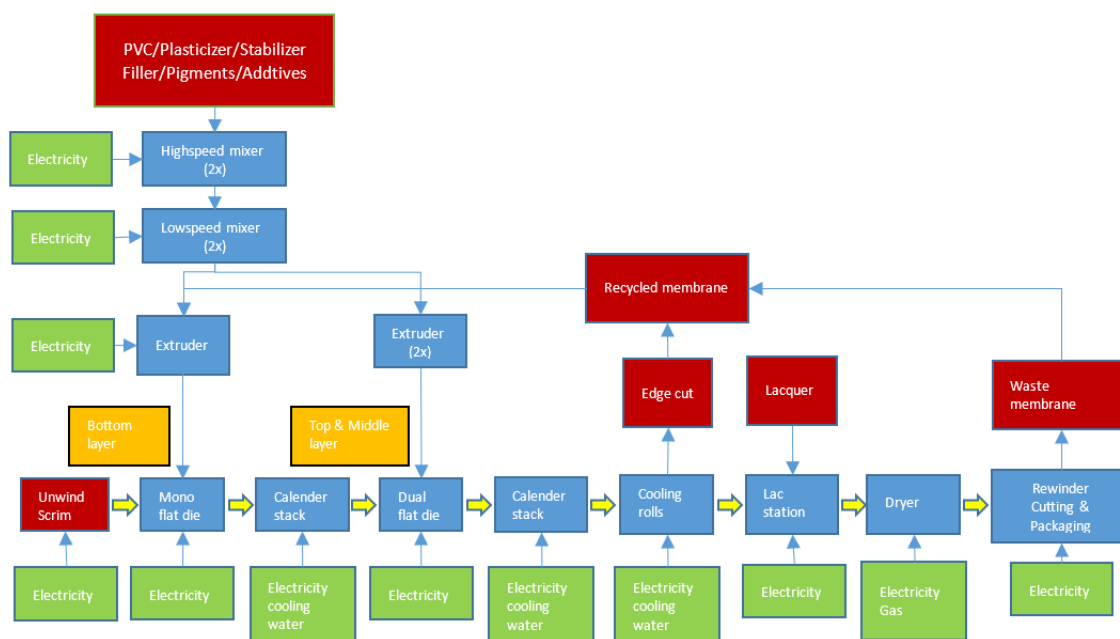 PVC/Plasticizer/Stabilizer
Filler/Pigments/Addtives
Electricity
Highspeed mixer
(2x)
Electricity
Lowspeed mixer
(2x)
Recycled membrane
Electricity
Extruder
Extruder
(2x)
Edge cut
Lacquer
Waste
membrane
Bottom
layer
Top & Middle
layer
Unwind
Scrim
Mono
flat die
Calender
stack
Dual
flat die
Calender
stack
Cooling
rolls
Lac
station
Dryer
Rewinder
Cutting &
Packaging
Electricity
Electricity
Electricity
cooling
water
Electricity
Electricity
cooling
water
Electricity
cooling water
Electricity
Electricity
Gas
Electricity